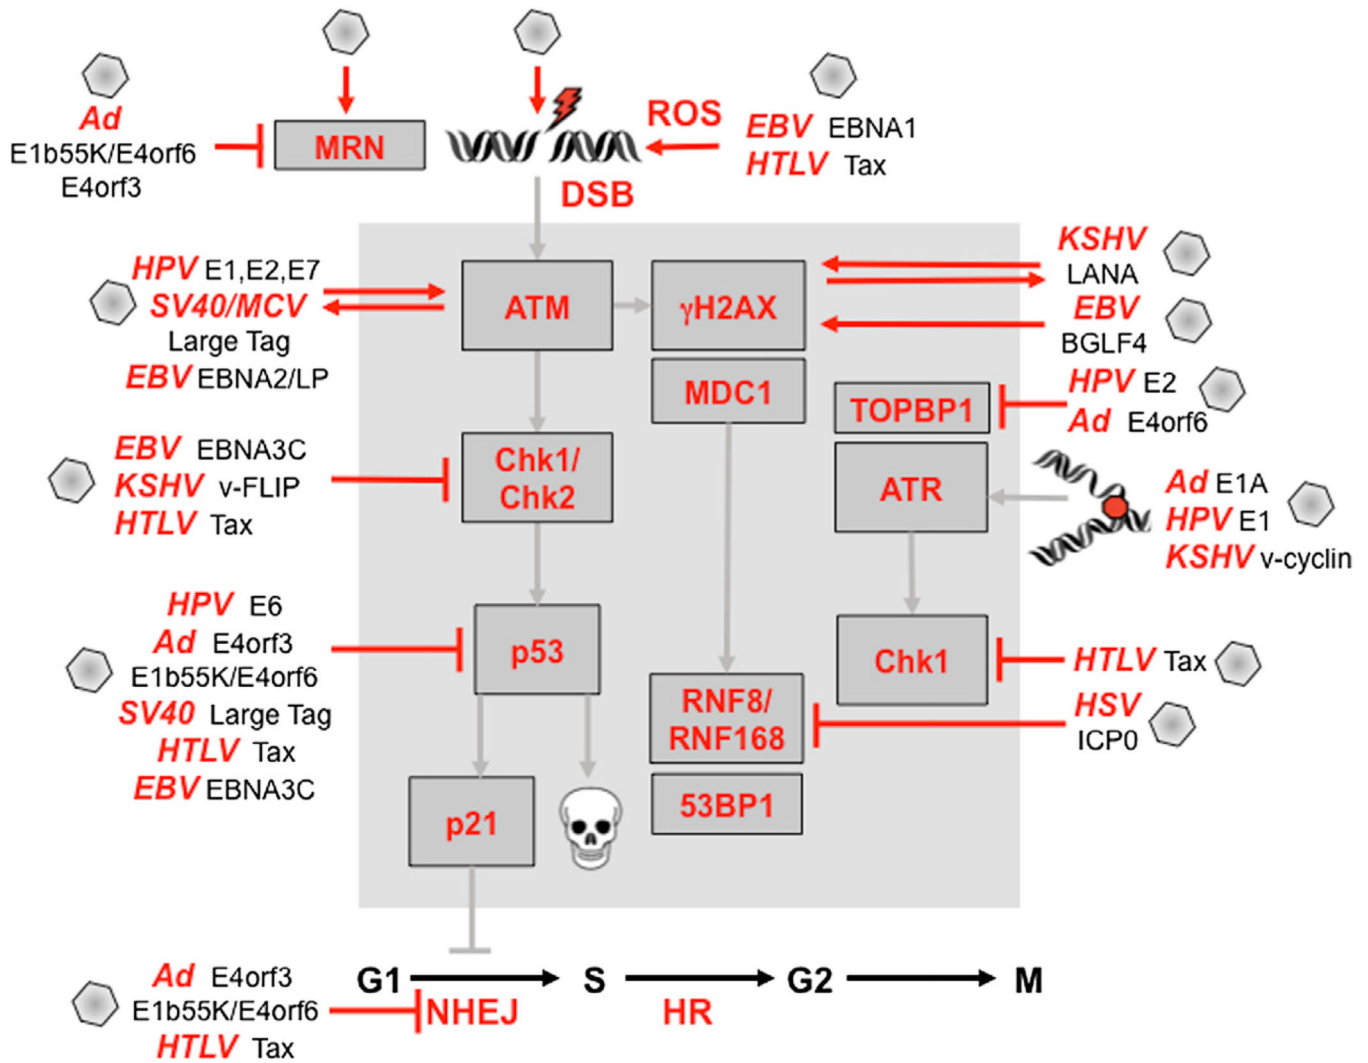 Ad
E1b55K/E4orf6
E4orf3
MRN
DSB
ROS
EBV EBNA1
HTLV Tax
HPV E1,E2,E7
SV40/MCV
Large Tag
EBV EBNA2/LP
ATM
γH2AX
MDC1
KSHV
LANA
EBV
BGLF4
HPV E2
Ad E4orf6
TOPBP1
ATR
Ad E1A
HPV E1
KSHV v-cyclin
EBV EBNA3C
KSHV v-FLIP
HTLV Tax
Chk1/
Chk2
HPV E6
Ad E4orf3
E1b55K/E4orf6
SV40 Large Tag
HTLV Tax
EBV EBNA3C
p53
RNF8/
RNF168
53BP1
Chk1
HTLV Tax
HSV
ICP0
p21
Ad E4orf3
E1b55K/E4orf6
HTLV Tax
G1 S G2 M
NHEJ HR